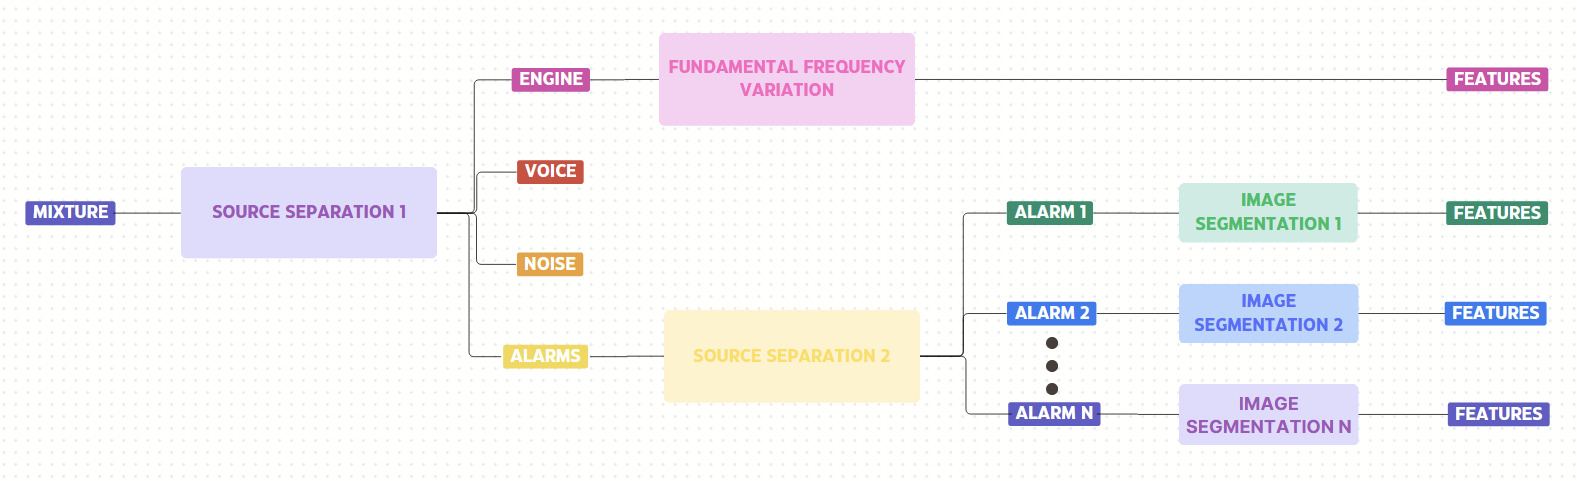 MIXTURE
SOURCE SEPARATION 1
ENGINE
VOICE
NOISE
ALARMS
FUNDAMENTAL FREQUENCY
VARIATION
FEATURES
SOURCE SEPARATION 2
ALARM 1
IMAGE
SEGMENTATION 1
FEATURES
ALARM 2
IMAGE
SEGMENTATION 2
FEATURES
ALARM N
IMAGE
SEGMENTATION N
FEATURES